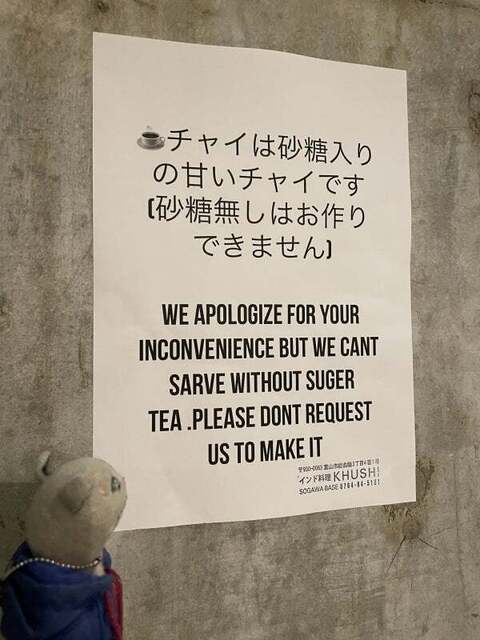 ☕チャイは砂糖入り
の甘いチャイです
(砂糖無しはお作り
できません)
WE APOLOGIZE FOR YOUR
INCONVENIENCE BUT WE CANT
SARVE WITHOUT SUGER
TEA .PLEASE DONT REQUEST
US TO MAKE IT
インド料理 KHUSHI
SOGAWA BASE